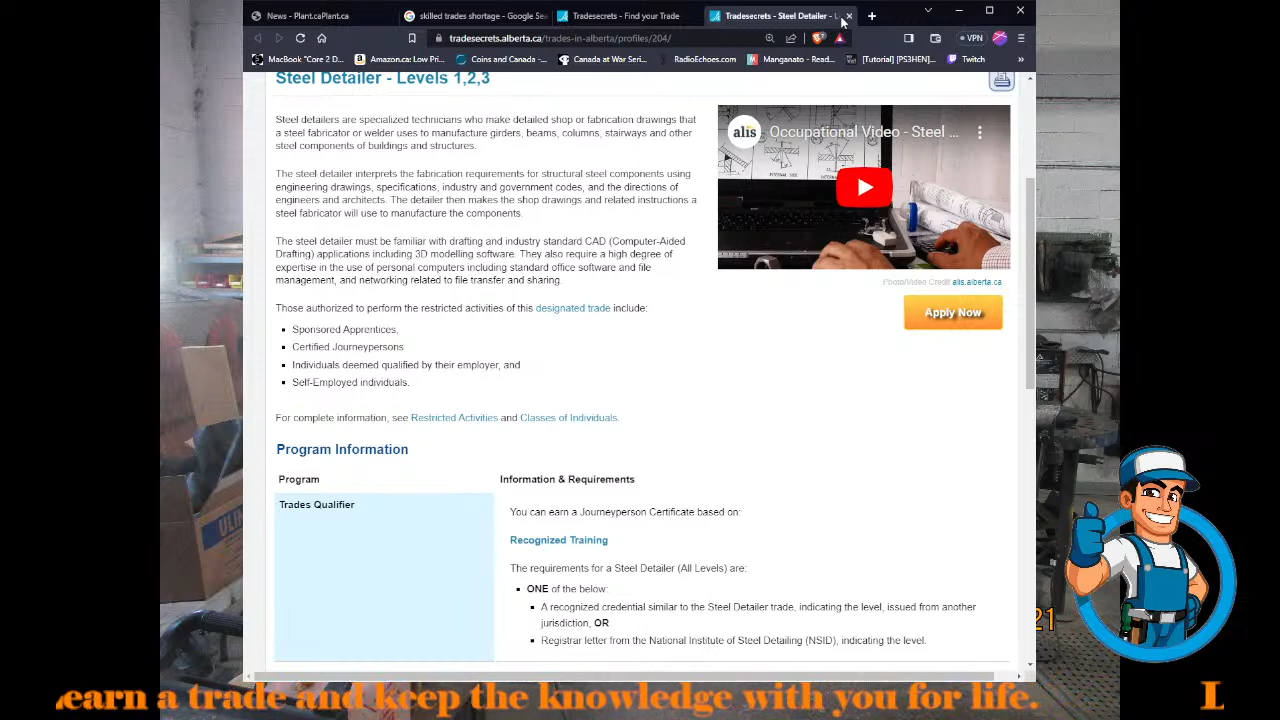 News - Plant.caPlant.ca
skilled trades shortage - Google Se
Tradesecrets - Find your Trade
Tradesecrets - Steel Detailer - L
tradesecrets.alberta.ca/trades-in-alberta/profiles/204/
VPN
MacBook "Core 2 D...
Amazon.ca: Low Pri...
Coins and Canada -...
Canada at War Seri...
RadioEchoes.com
Manganato - Read...
[Tutorial] [PS3HEN]...
Twitch
Steel Detailer - Levels 1,2,3
Steel detailers are specialized technicians who make detailed shop or fabrication drawings that
a steel fabricator or welder uses to manufacture girders, beams, columns, stairways and other
steel components of buildings and structures.
The steel detailer interprets the fabrication requirements for structural steel components using
engineering drawings, specifications, industry and government codes, and the directions of
engineers and architects. The detailer then makes the shop drawings and related instructions a
steel fabricator will use to manufacture the components.
The steel detailer must be familiar with drafting and industry standard CAD (Computer-Aided
Drafting) applications including 3D modelling software. They also require a high degree of
expertise in the use of personal computers including standard office software and file
management, and networking related to file transfer and sharing.
Those authorized to perform the restricted activities of this designated trade include:
Sponsored Apprentices,
Certified Journeypersons
Individuals deemed qualified by their employer, and
Self-Employed individuals.
For complete information, see Restricted Activities and Classes of Individuals.
alis
Occupational Video - Steel ...
Photo/Video Credit alis.alberta.ca
Apply Now
Program Information
Program
Information & Requirements
Trades Qualifier
You can earn a Journeyperson Certificate based on:
Recognized Training
The requirements for a Steel Detailer (All Levels) are:
ONE of the below:
A recognized credential similar to the Steel Detailer trade, indicating the level, issued from another
jurisdiction, OR
Registrar letter from the National Institute of Steel Detailing (NSID), indicating the level.
ULIN
21
earn a trade and keep the knowledge with you for life.
L